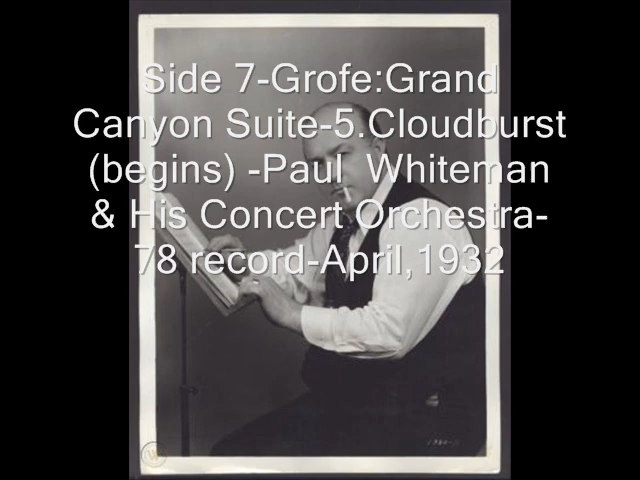 Side 7-Grofe:Grand
Canyon Suite-5.Cloudburst
(begins) -Paul  Whiteman
& His Concert Orchestra-
78 record-April,1932
W